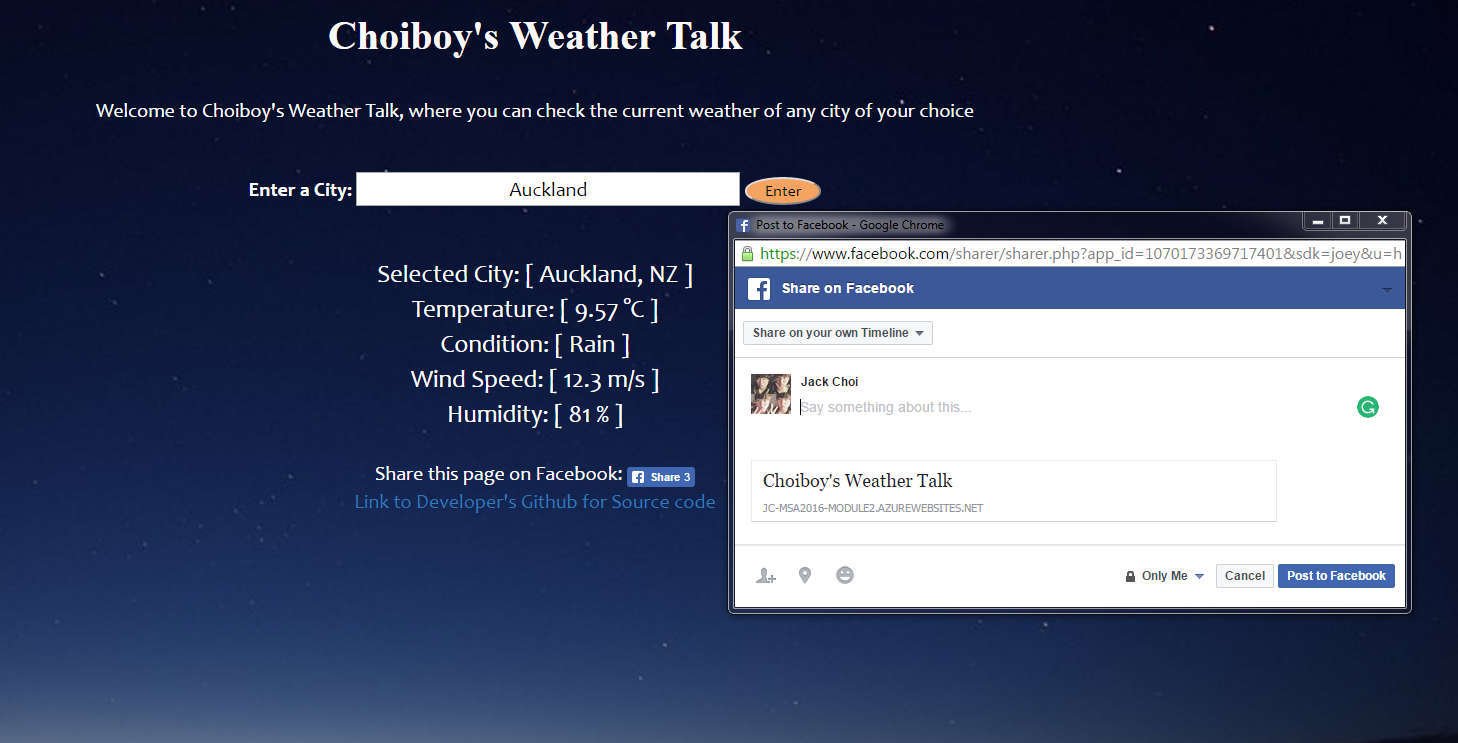 Choiboy's Weather Talk
Welcome to Choiboy's Weather Talk, where you can check the current weather of any city of your choice
Enter a City: Auckland Enter
Selected City: [ Auckland, NZ ]
Temperature: [ 9.57 °C ]
Condition: [ Rain ]
Wind Speed: [ 12.3 m/s ]
Humidity: [ 81 % ]
Share this page on Facebook: Share 3
Link to Developer's Github for Source code
Post to Facebook - Google Chrome
https://www.facebook.com/sharer/sharer.php?app_id=1070173369717401&sdk=joey&u=h
Share on Facebook
Share on your own Timeline
Jack Choi
Say something about this...
Choiboy's Weather Talk
JC-MSA2016-MODULE2.AZUREWEBSITES.NET
Only Me Cancel Post to Facebook